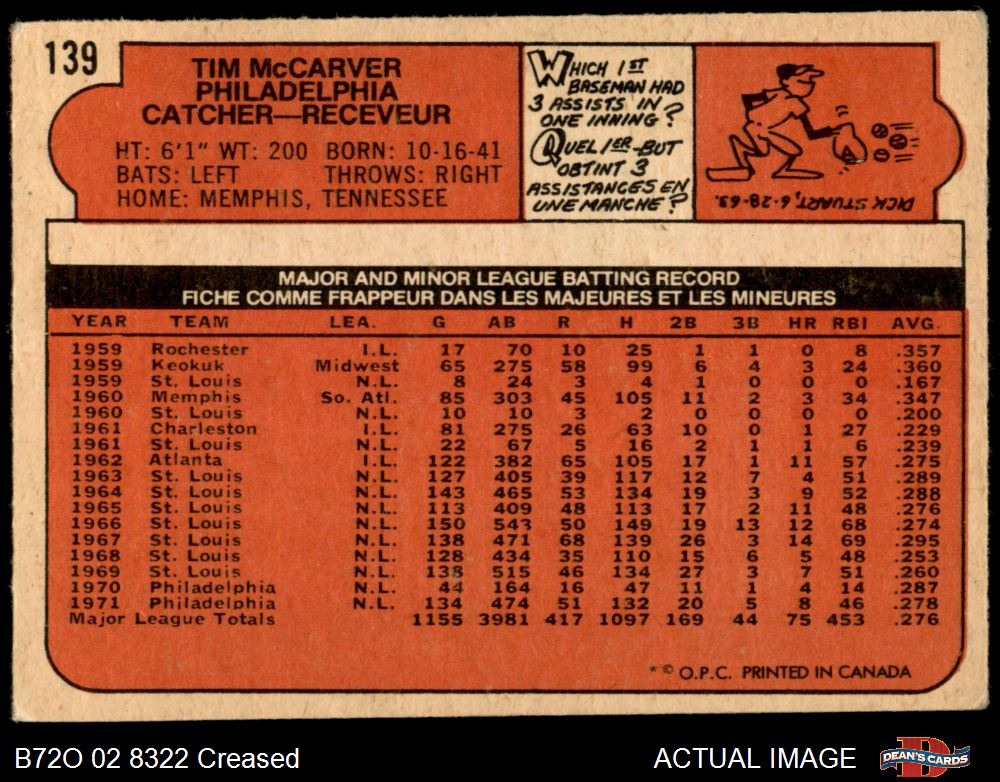 139
TIM McCARVER
PHILADELPHIA
CATCHER—RECEVEUR
HT: 6'1" WT: 200 BORN: 10-16-41
BATS: LEFT THROWS: RIGHT
HOME: MEMPHIS, TENNESSEE
WHICH 1ST
BASEMAN HAD
3 ASSISTS IN
ONE INNING?
QUEL 1ER-BUT
OBTINT 3
ASSISTANCES EN
UNE MANCHE?
DICK STUART, 6-28-63.
MAJOR AND MINOR LEAGUE BATTING RECORD
FICHE COMME FRAPPEUR DANS LES MAJEURES ET LES MINEURES
YEAR TEAM LEA. G AB R H 2B 3B HR RBI AVG.
1959 Rochester I.L. 17 70 10 25 1 1 0 8 .357
1959 Keokuk Midwest 65 275 58 99 6 4 3 24 .360
1959 St. Louis N.L. 8 24 3 4 1 0 0 0 .167
1960 Memphis So. Atl. 85 303 45 105 11 2 3 34 .347
1960 St. Louis N.L. 10 10 3 2 0 0 0 0 .200
1961 Charleston I.L. 81 275 26 63 10 0 1 27 .229
1961 St. Louis N.L. 22 67 5 16 2 1 1 6 .239
1962 Atlanta I.L. 122 382 65 105 17 1 11 57 .275
1963 St. Louis N.L. 127 405 39 117 12 7 4 51 .289
1964 St. Louis N.L. 143 465 53 134 19 3 9 52 .288
1965 St. Louis N.L. 113 409 48 113 17 2 11 48 .276
1966 St. Louis N.L. 150 543 50 149 19 13 12 68 .274
1967 St. Louis N.L. 138 471 68 139 26 3 14 69 .295
1968 St. Louis N.L. 128 434 35 110 15 6 5 48 .253
1969 St. Louis N.L. 138 515 46 134 27 3 7 51 .260
1970 Philadelphia N.L. 44 164 16 47 11 1 4 14 .287
1971 Philadelphia N.L. 134 474 51 132 20 5 8 46 .278
Major League Totals 1155 3981 417 1097 169 44 75 453 .276
* © O.P.C. PRINTED IN CANADA
B72O 02 8322 Creased
ACTUAL IMAGE
DEAN'S CARDS